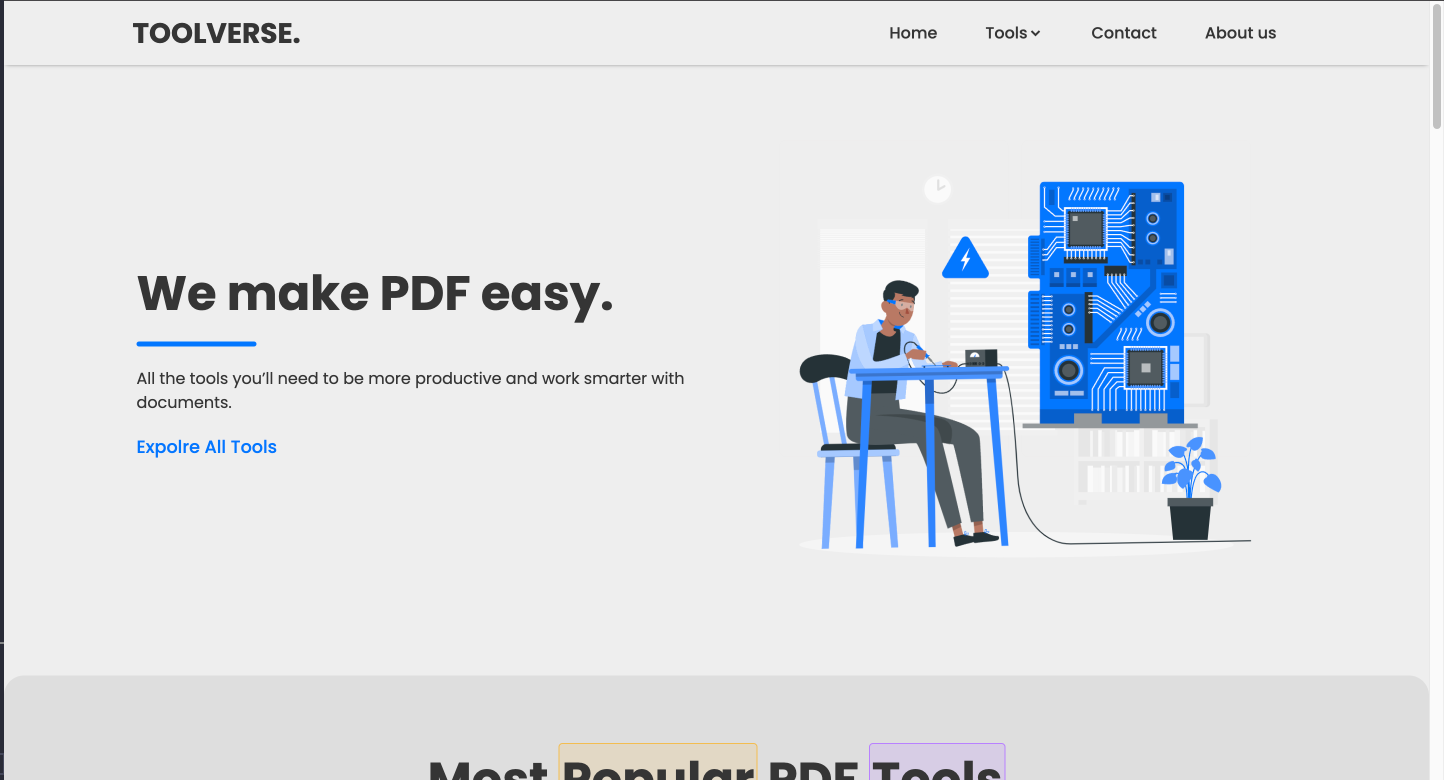 TOOLVERSE.
Home Tools Contact About us
We make PDF easy.
All the tools you’ll need to be more productive and work smarter with
documents.
Expolre All Tools
Most Popular PDF Tools